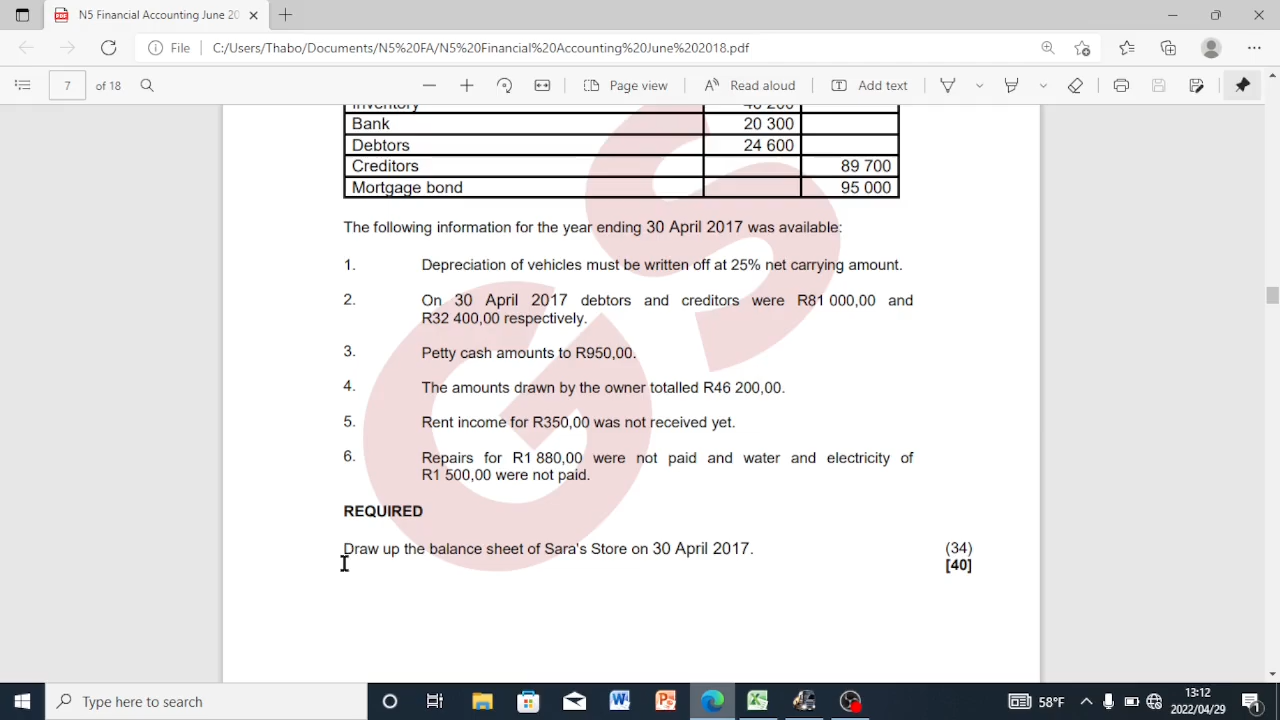 N5 Financial Accounting June 20
File C:/Users/Thabo/Documents/N5%20FA/N5%20Financial%20Accounting%20June%202018.pdf
7 of 18 Page view Read aloud Add text
Inventory
Bank 20 300
Debtors 24 600
Creditors 89 700
Mortgage bond 95 000
The following information for the year ending 30 April 2017 was available:
1. Depreciation of vehicles must be written off at 25% net carrying amount.
2. On 30 April 2017 debtors and creditors were R81 000,00 and
R32 400,00 respectively.
3. Petty cash amounts to R950,00.
4. The amounts drawn by the owner totalled R46 200,00.
5. Rent income for R350,00 was not received yet.
6. Repairs for R1 880,00 were not paid and water and electricity of
R1 500,00 were not paid.
REQUIRED
Draw up the balance sheet of Sara's Store on 30 April 2017. (34)
[40]
GS
Type here to search 58°F 13:12
2022/04/29